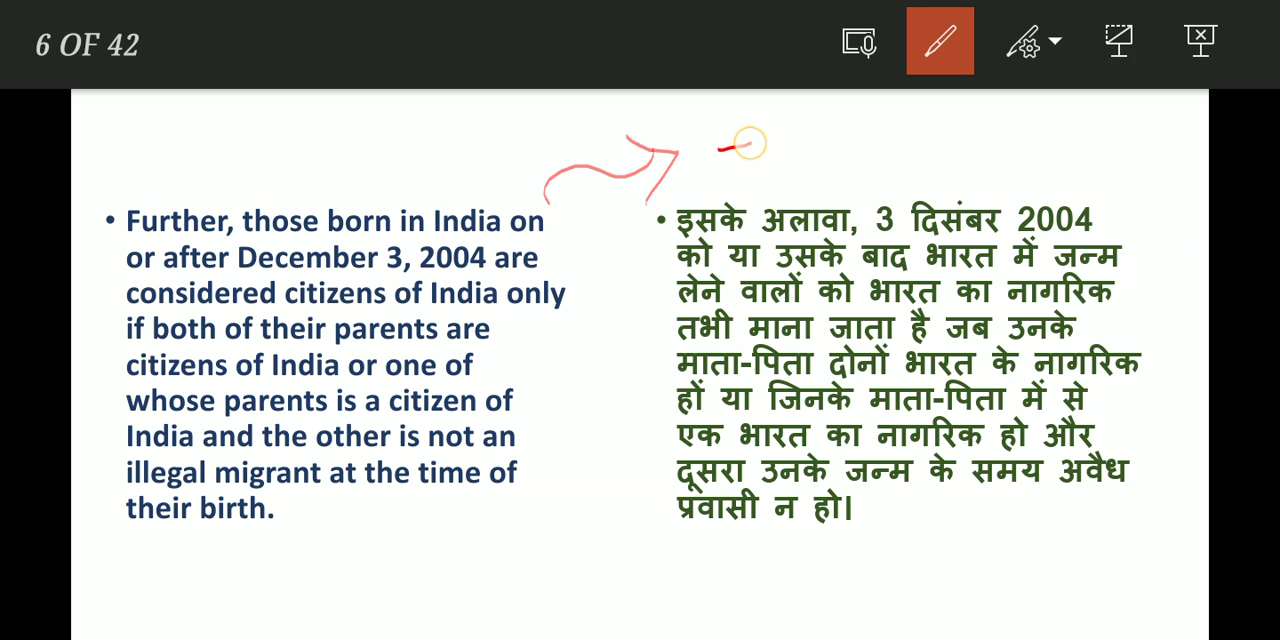 6 OF 42
• Further, those born in India on
or after December 3, 2004 are
considered citizens of India only
if both of their parents are
citizens of India or one of
whose parents is a citizen of
India and the other is not an
illegal migrant at the time of
their birth.
• इसके अलावा, 3 दिसंबर 2004
को या उसके बाद भारत में जन्म
लेने वालों को भारत का नागरिक
तभी माना जाता है जब उनके
माता-पिता दोनों भारत के नागरिक
हों या जिनके माता-पिता में से
एक भारत का नागरिक हो और
दूसरा उनके जन्म के समय अवैध
प्रवासी न हो।